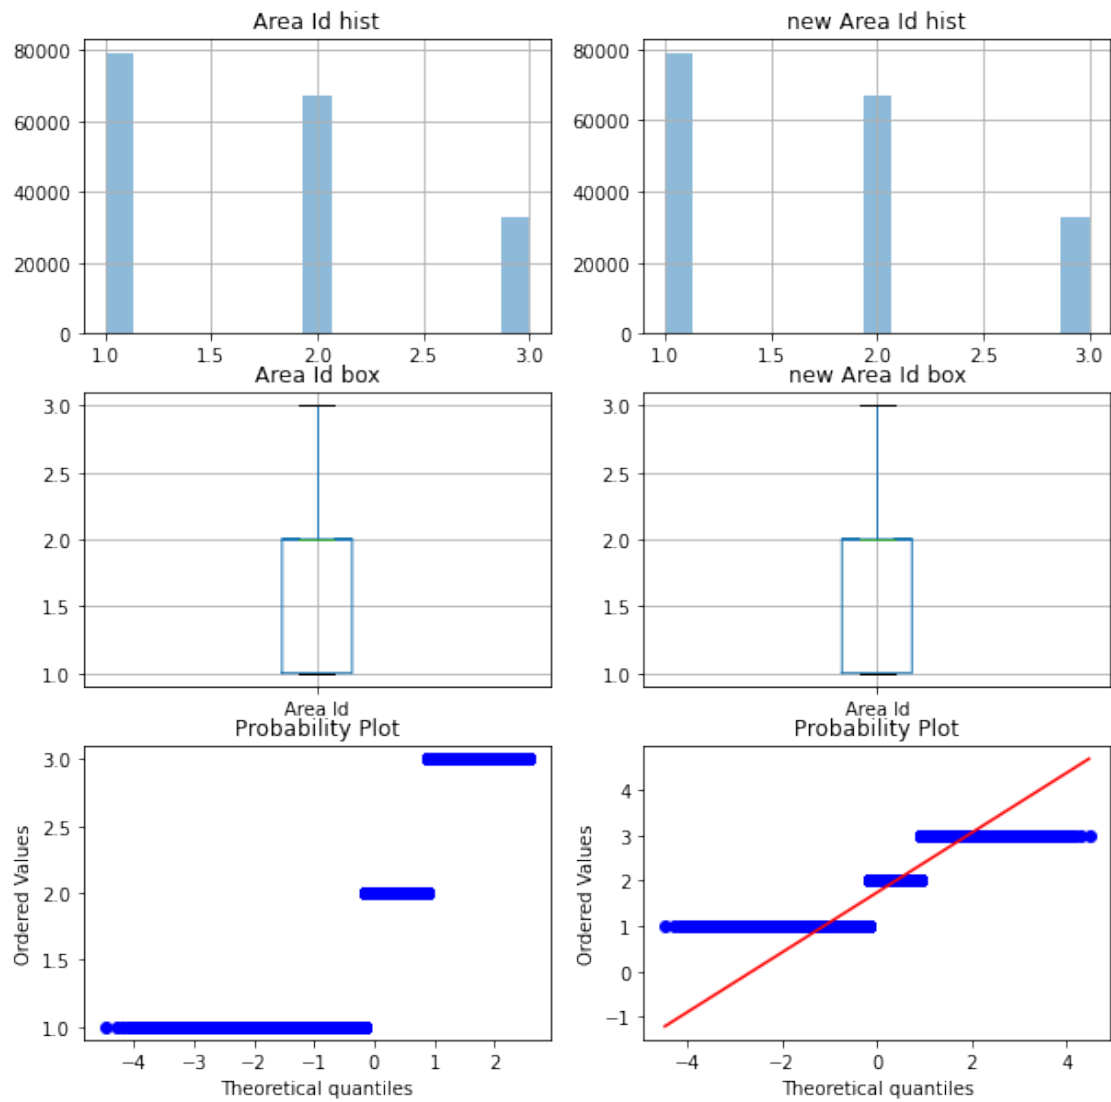 Area Id hist
80000
60000
40000
20000
0
1.0 1.5 2.0 2.5 3.0
new Area Id hist
80000
60000
40000
20000
0
1.0 1.5 2.0 2.5 3.0
Area Id box
3.0
2.5
2.0
1.5
1.0
Area Id
new Area Id box
3.0
2.5
2.0
1.5
1.0
Area Id
Probability Plot
Ordered Values
3.0
2.5
2.0
1.5
1.0
−4 −3 −2 −1 0 1 2
Theoretical quantiles
Probability Plot
Ordered Values
4
3
2
1
0
−1
−4 −2 0 2 4
Theoretical quantiles